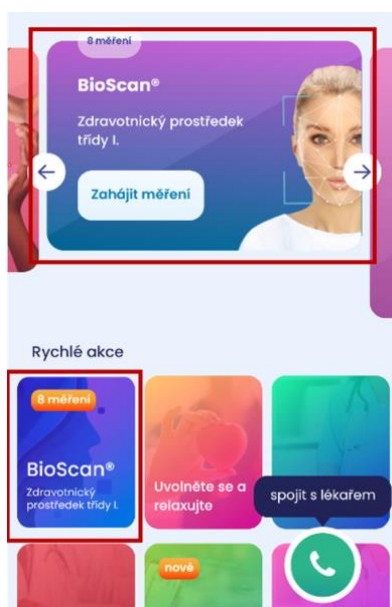 8 měření
BioScan®
Zdravotnický prostředek
třídy I.
Zahájit měření
Rychlé akce
8 měření
BioScan®
Zdravotnický
prostředek třídy I.
Uvolněte se a
relaxujte
spojit s lékařem
nové